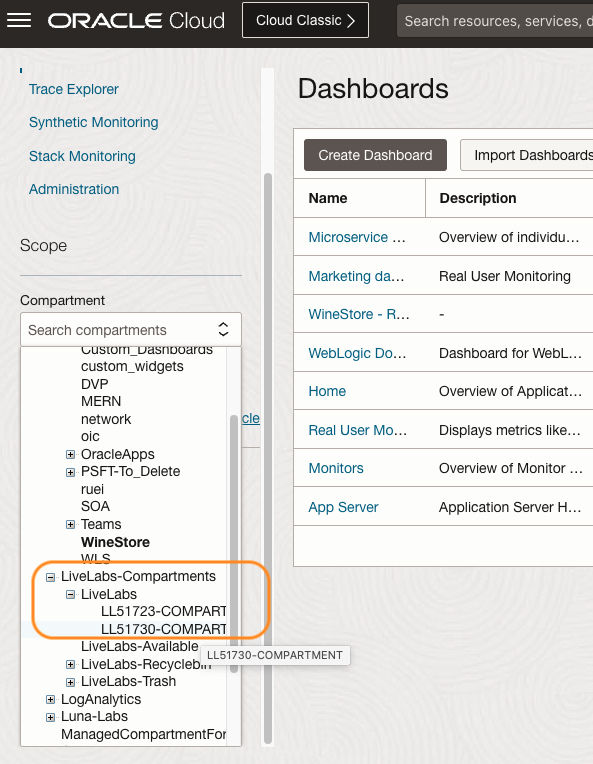 ORACLE Cloud
Cloud Classic
Search resources, services, d
Trace Explorer
Synthetic Monitoring
Stack Monitoring
Administration
Scope
Compartment
Search compartments
Custom_Dashboards
custom_widgets
DVP
MERN
network
oic
cle
OracleApps
PSFT-To_Delete
ruei
SOA
Teams
WineStore
WLS
LiveLabs-Compartments
LiveLabs
LL51723-COMPART
LL51730-COMPART
LiveLabs-Available
LL51730-COMPARTMENT
LiveLabs-Recyclebin
LiveLabs-Trash
LogAnalytics
Luna-Labs
ManagedCompartmentFor
Dashboards
Create Dashboard
Import Dashboards
Name Description
Microservice ... Overview of individu...
Marketing da... Real User Monitoring
WineStore - R... -
WebLogic Do... Dashboard for WebL...
Home Overview of Applicat...
Real User Mo... Displays metrics like...
Monitors Overview of Monitor ...
App Server Application Server H...